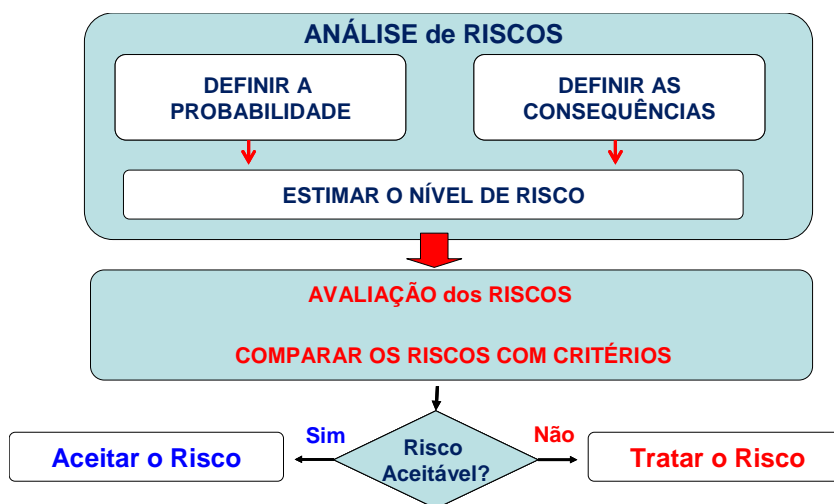 ANÁLISE de RISCOS
DEFINIR A
PROBABILIDADE
DEFINIR AS
CONSEQUÊNCIAS
ESTIMAR O NÍVEL DE RISCO
AVALIAÇÃO dos RISCOS
COMPARAR OS RISCOS COM CRITÉRIOS
Sim
Não
Risco
Aceitável?
Aceitar o Risco
Tratar o Risco